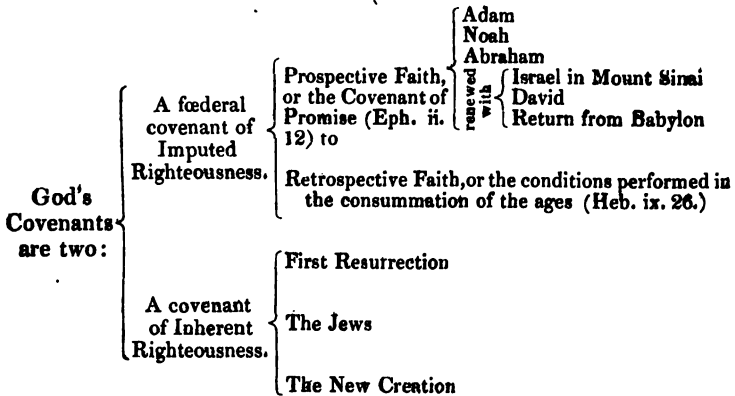 God's
Covenants
are two:
A fœderal
covenant of
Imputed
Righteousness.
Prospective Faith,
or the Covenant of
Promise (Eph. ii.
12) to
Adam
Noah
Abraham
renewed
with
Israel in Mount Sinai
David
Return from Babylon
Retrospective Faith, or the conditions performed in
the consummation of the ages (Heb. ix. 26.)
A covenant
of Inherent
Righteousness.
First Resurrection
The Jews
The New Creation